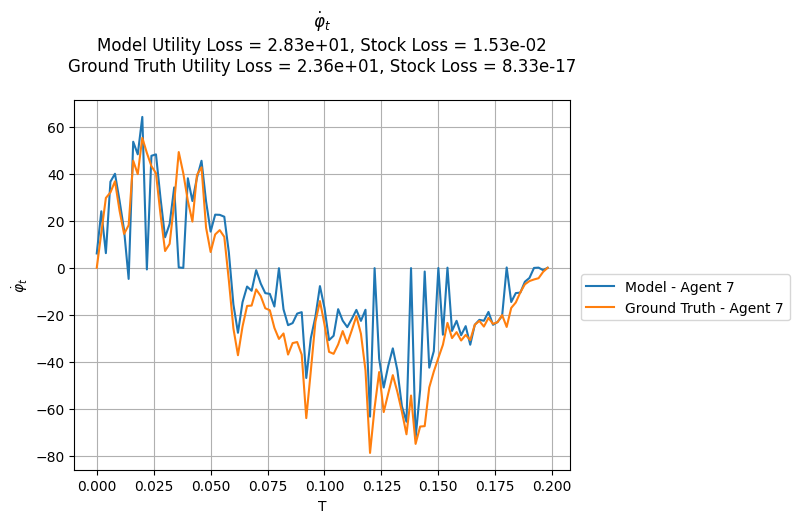 φ̇ₜ
Model Utility Loss = 2.83e+01, Stock Loss = 1.53e-02
Ground Truth Utility Loss = 2.36e+01, Stock Loss = 8.33e-17
60
40
20
0
−20
−40
−60
−80
φ̇ₜ
0.000
0.025
0.050
0.075
0.100
0.125
0.150
0.175
0.200
T
Model - Agent 7
Ground Truth - Agent 7